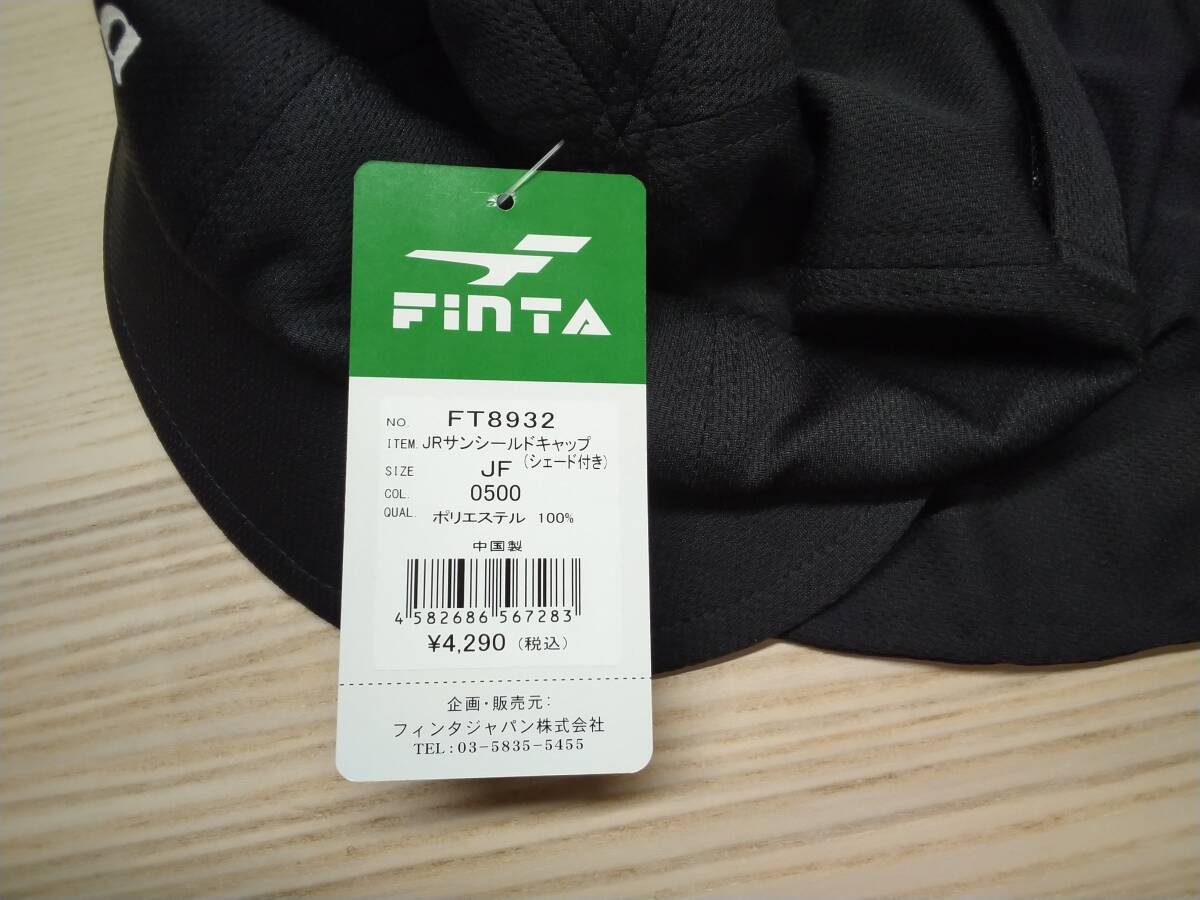 FiNTA
NO. FT8932
ITEM. JRサンシールドキャップ
(シェード付き)
SIZE JF
COL. 0500
QUAL. ポリエステル 100%
中国製
4 582686 567283
¥4,290 (税込)
企画・販売元:
フィンタジャパン株式会社
TEL:03-5835-5455